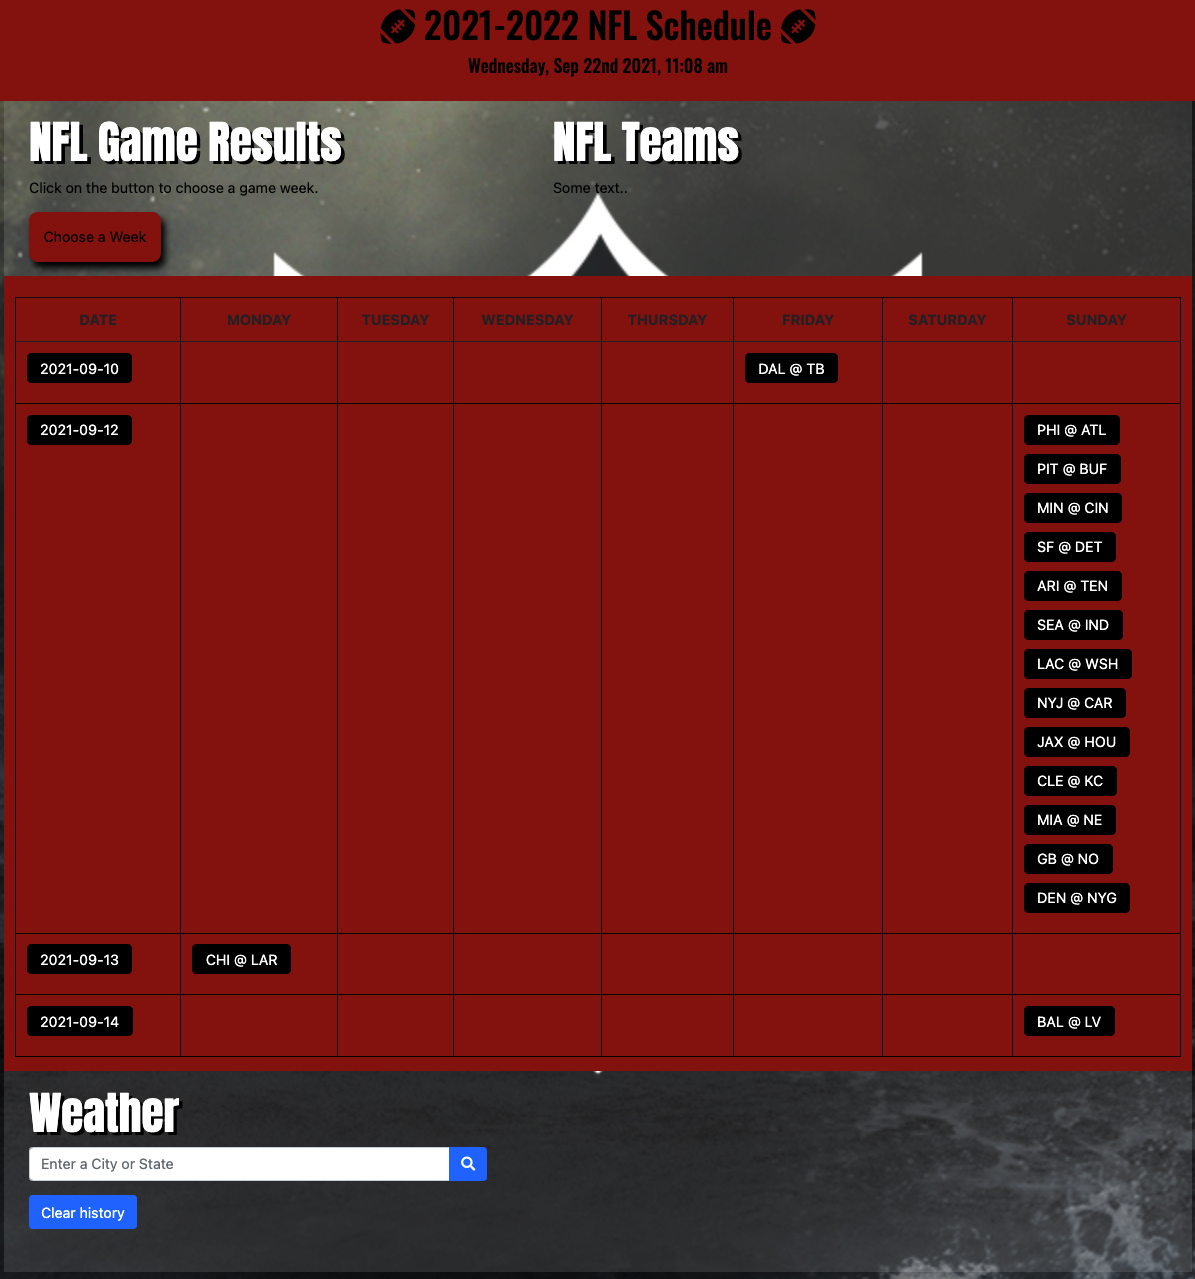 2021-2022 NFL Schedule
Wednesday, Sep 22nd 2021, 11:08 am
NFL Game Results
Click on the button to choose a game week.
Choose a Week
NFL Teams
Some text..
DATE MONDAY TUESDAY WEDNESDAY THURSDAY FRIDAY SATURDAY SUNDAY
2021-09-10 DAL @ TB
2021-09-12 PHI @ ATL
PIT @ BUF
MIN @ CIN
SF @ DET
ARI @ TEN
SEA @ IND
LAC @ WSH
NYJ @ CAR
JAX @ HOU
CLE @ KC
MIA @ NE
GB @ NO
DEN @ NYG
2021-09-13 CHI @ LAR
2021-09-14 BAL @ LV
Weather
Enter a City or State
Clear history